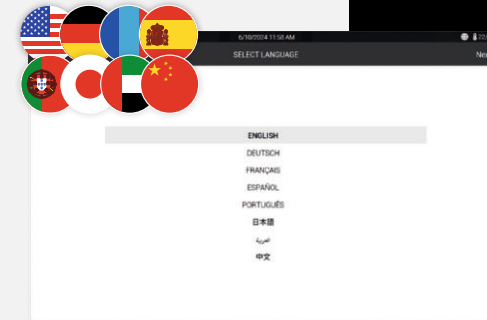 6/10/2024 11:58 AM
SELECT LANGUAGE
ENGLISH
DEUTSCH
FRANÇAIS
ESPAÑOL
PORTUGUÊS
日本語
العربية
中文